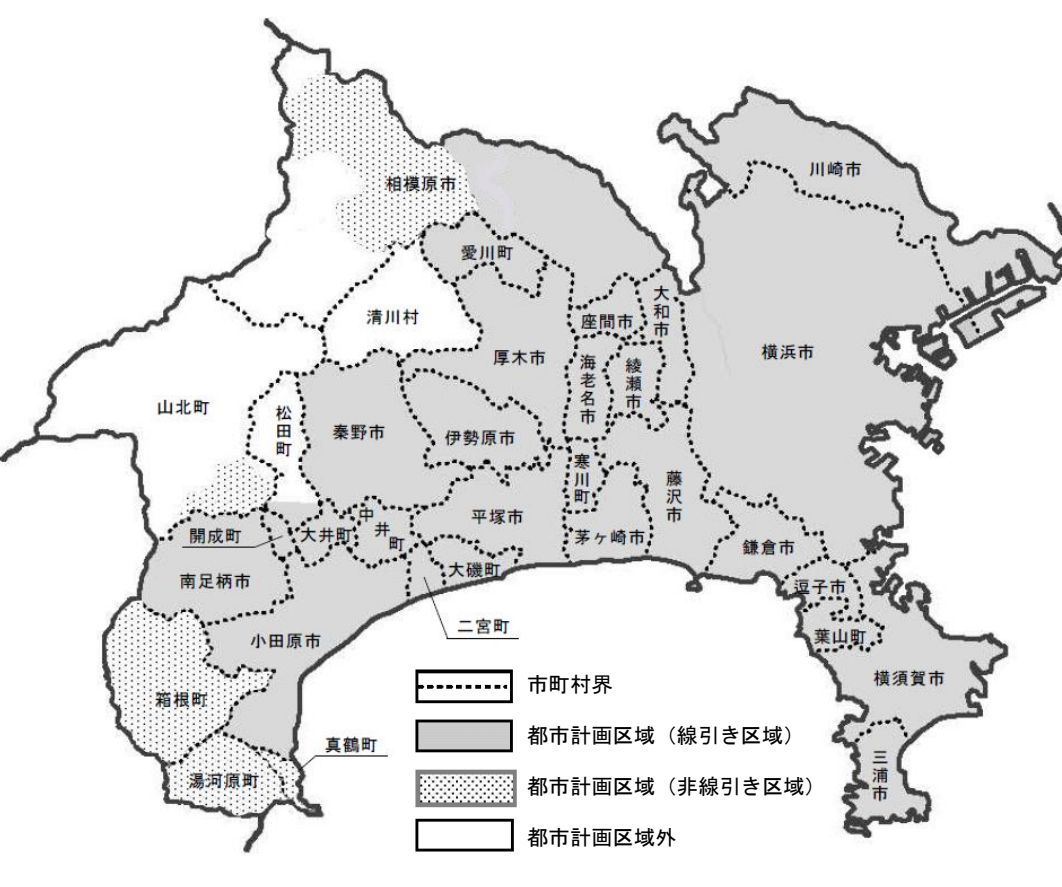 川崎市
相模原市
愛川町
大和市
清川村
座間市
横浜市
厚木市
海老名市
綾瀬市
山北町
松田町
秦野市
伊勢原市
寒川町
藤沢市
平塚市
中井町
開成町
大井町
茅ヶ崎市
鎌倉市
大磯町
南足柄市
逗子市
二宮町
葉山町
小田原市
横須賀市
箱根町
真鶴町
湯河原町
三浦市
市町村界
都市計画区域（線引き区域）
都市計画区域（非線引き区域）
都市計画区域外